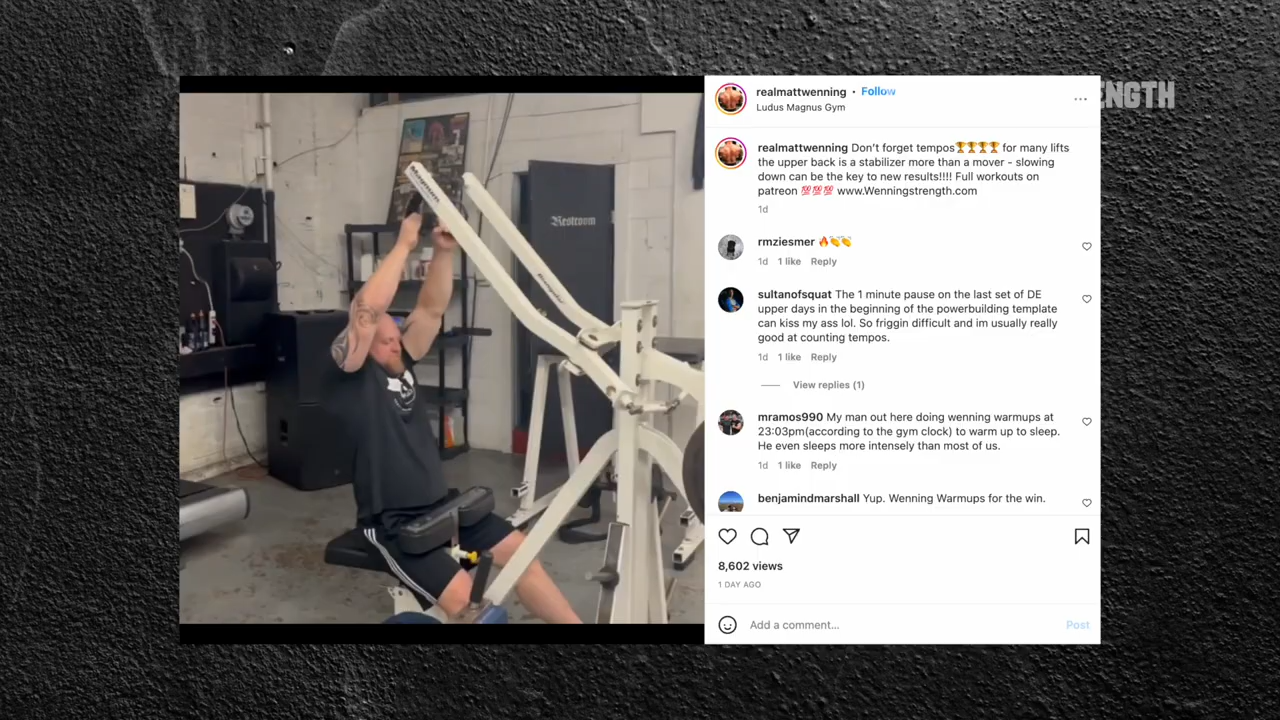 ENGTH
realmattwenning • Follow
Ludus Magnus Gym
realmattwenning Don't forget tempos🏆🏆🏆🏆 for many lifts
the upper back is a stabilizer more than a mover - slowing
down can be the key to new results!!!! Full workouts on
patreon 💯💯💯 www.Wenningstrength.com
1d
rmziesmer 🔥👏👏
1d 1 like Reply
sultanofsquat The 1 minute pause on the last set of DE
upper days in the beginning of the powerbuilding template
can kiss my ass lol. So friggin difficult and im usually really
good at counting tempos.
1d 1 like Reply
View replies (1)
mramos990 My man out here doing wenning warmups at
23:03pm(according to the gym clock) to warm up to sleep.
He even sleeps more intensely than most of us.
1d 1 like Reply
benjamindmarshall Yup. Wenning Warmups for the win.
8,602 views
1 DAY AGO
Add a comment...
Post
Magnum
Restroom